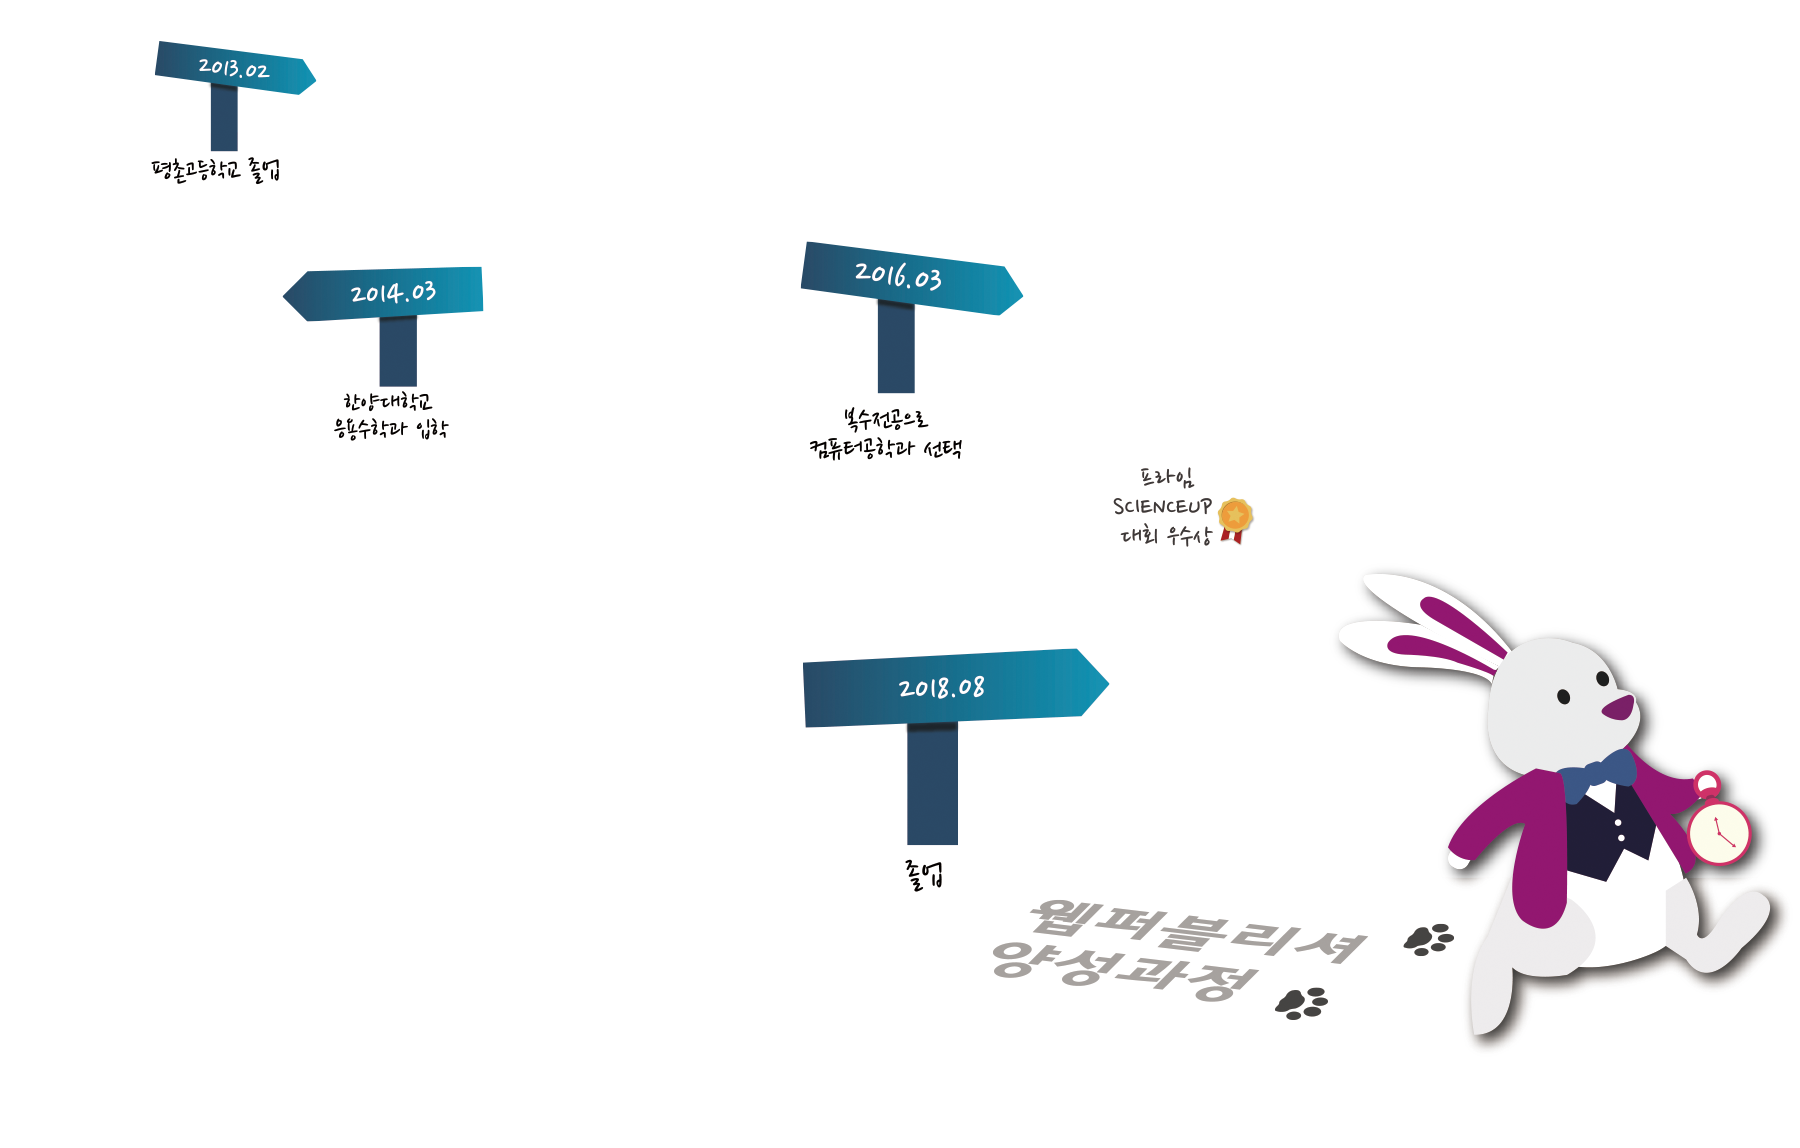 2013.02
평촌고등학교 졸업
2014.03
한양대학교
응용수학과 입학
2016.03
복수전공으로
컴퓨터공학과 선택
프라임
SCIENCEUP
대회 우수상
2018.08
졸업
웹퍼블리셔
양성과정